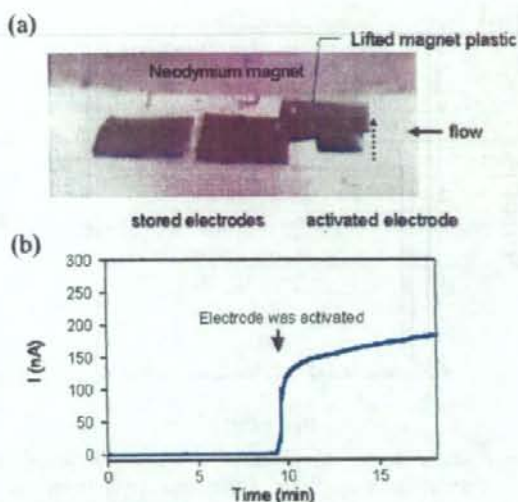 (a)
Lifted magnet plastic
Neodymsum magnet
flow
stored electrodes
activated electrode
(b)
300
250
200
150
100
50
0
I (nA)
Electrode was activated
0
5
10
15
Time (min)